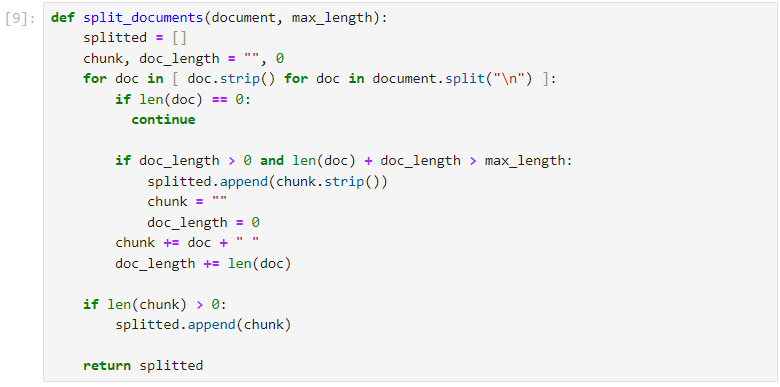 [9]: def split_documents(document, max_length):
    splitted = []
    chunk, doc_length = "", 0
    for doc in [ doc.strip() for doc in document.split("\n") ]:
        if len(doc) == 0:
          continue

        if doc_length > 0 and len(doc) + doc_length > max_length:
            splitted.append(chunk.strip())
            chunk = ""
            doc_length = 0
        chunk += doc + " "
        doc_length += len(doc)

    if len(chunk) > 0:
        splitted.append(chunk)

    return splitted